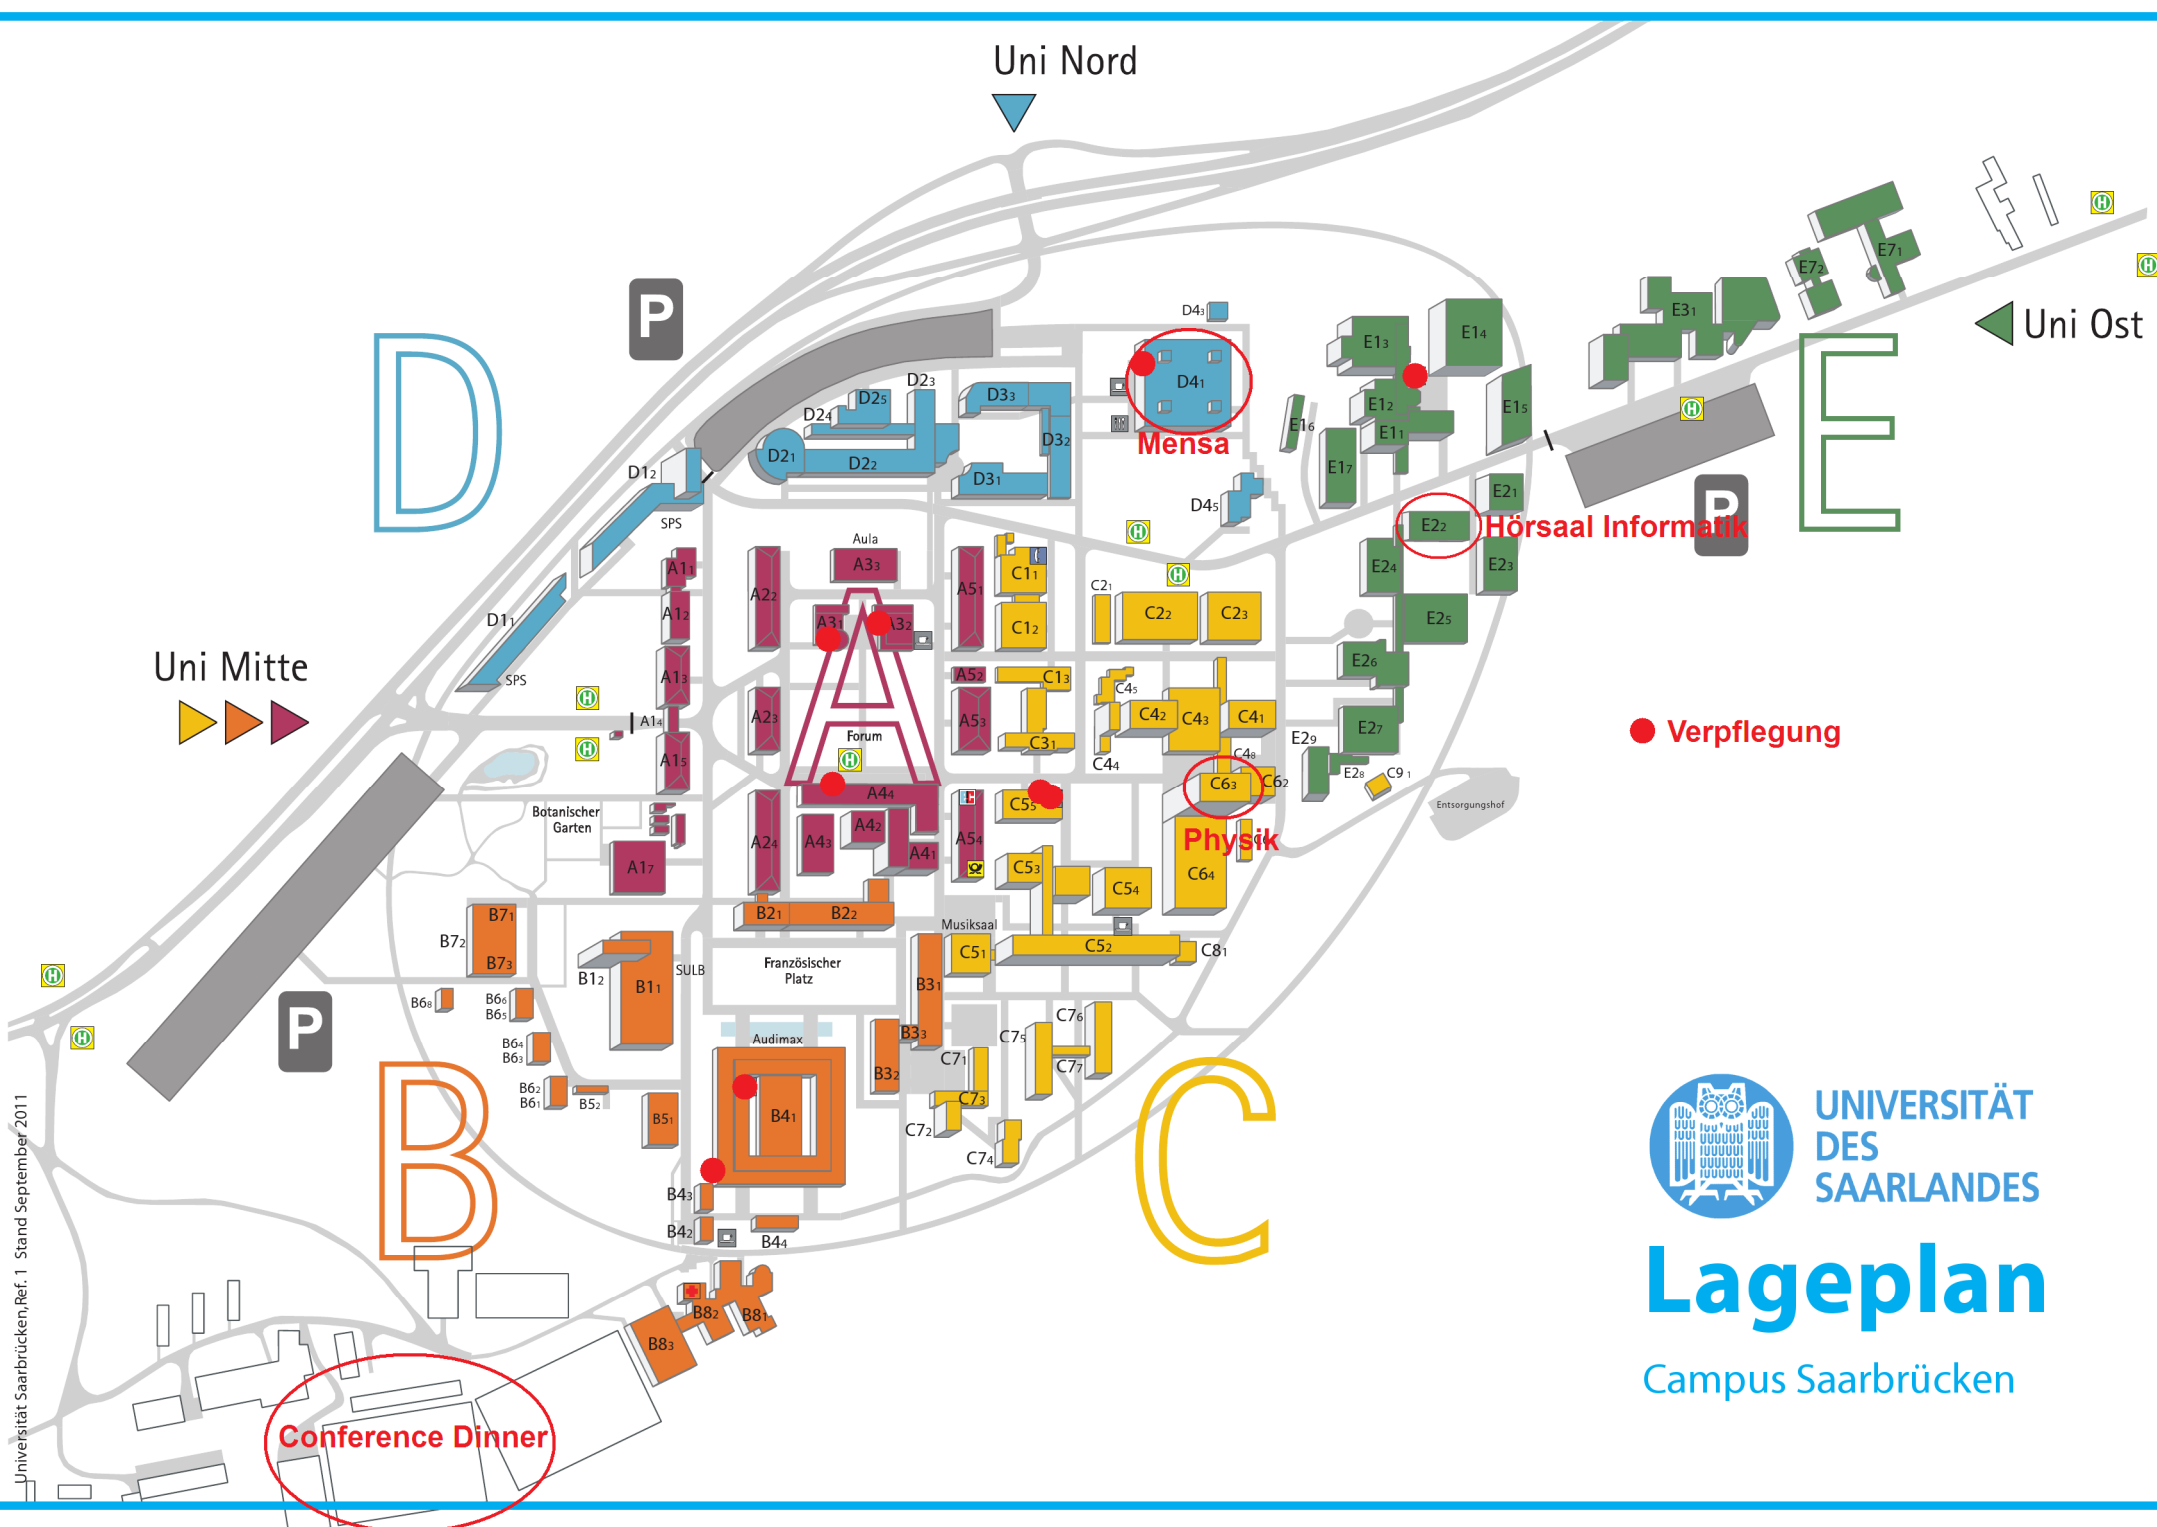 Uni Nord
D
P
D4₃
D2₃
D2₅
D2₄
D3₃
D4₁
Mensa
D2₁
D2₂
D3₂
D3₁
D1₂
SPS
D4₅
D1₁
SPS
E7₁
E7₂
E3₁
Uni Ost
E
E1₄
E1₃
E1₂
E1₁
E1₅
E1₆
E1₇
H
H
H
P
E2₁
E2₂
Hörsaal Informatik
E2₄
E2₃
E2₅
E2₆
E2₇
E2₉
E2₈
C9₁
Entsorgungshof
Verpflegung
Uni Mitte
H
H
H
H
H
A
Aula
A3₃
A1₁
A1₂
A1₃
A1₄
A1₅
A2₂
A3₁
A3₂
A5₁
C1₁
C1₂
C2₁
C2₂
C2₃
A5₂
C1₃
A2₃
A5₃
Forum
C3₁
C4₅
C4₂
C4₃
C4₁
C4₄
C4₈
C6₃
C6₂
Physik
Botanischer
Garten
A1₇
A2₄
A4₄
A4₃
A4₂
A4₁
A5₄
C5₅
C5₃
C5₄
C6₄
B7₁
B7₂
B7₃
B2₁
B2₂
Musiksaal
C5₁
C5₂
C8₁
B1₂
B1₁
SULB
Französischer
Platz
B3₁
H
H
P
B6₈
B6₆
B6₅
B6₄
B6₃
B6₂
B6₁
B5₂
B5₁
B
Audimax
B4₁
B3₃
B3₂
C7₁
C7₅
C7₆
C7₇
C7₃
C7₂
C7₄
C
B4₃
B4₂
B4₄
B8₂
B8₁
B8₃
Conference Dinner
Universität Saarbrücken,Ref. 1 Stand September 2011
UNIVERSITÄT
DES
SAARLANDES
Lageplan
Campus Saarbrücken